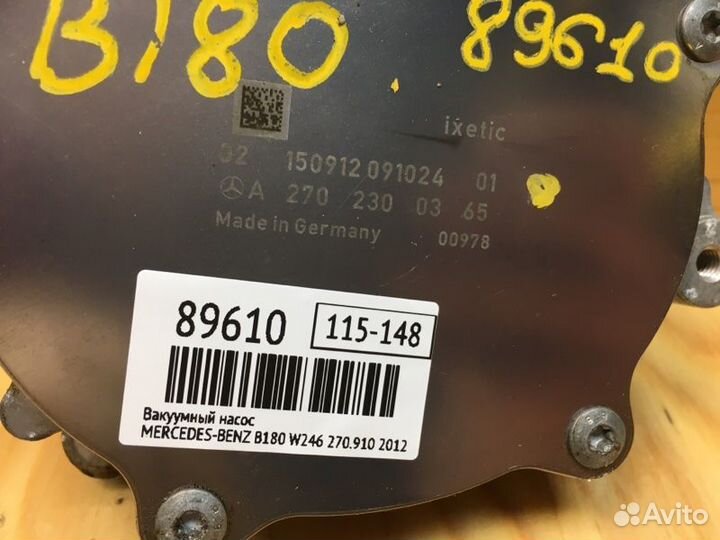 B180 89610
ixetic
02 150912 091024 01
A 270 230 03 65
Made in Germany 00978
89610 115-148
Вакуумный насос
MERCEDES-BENZ B180 W246 270.910 2012
Avito